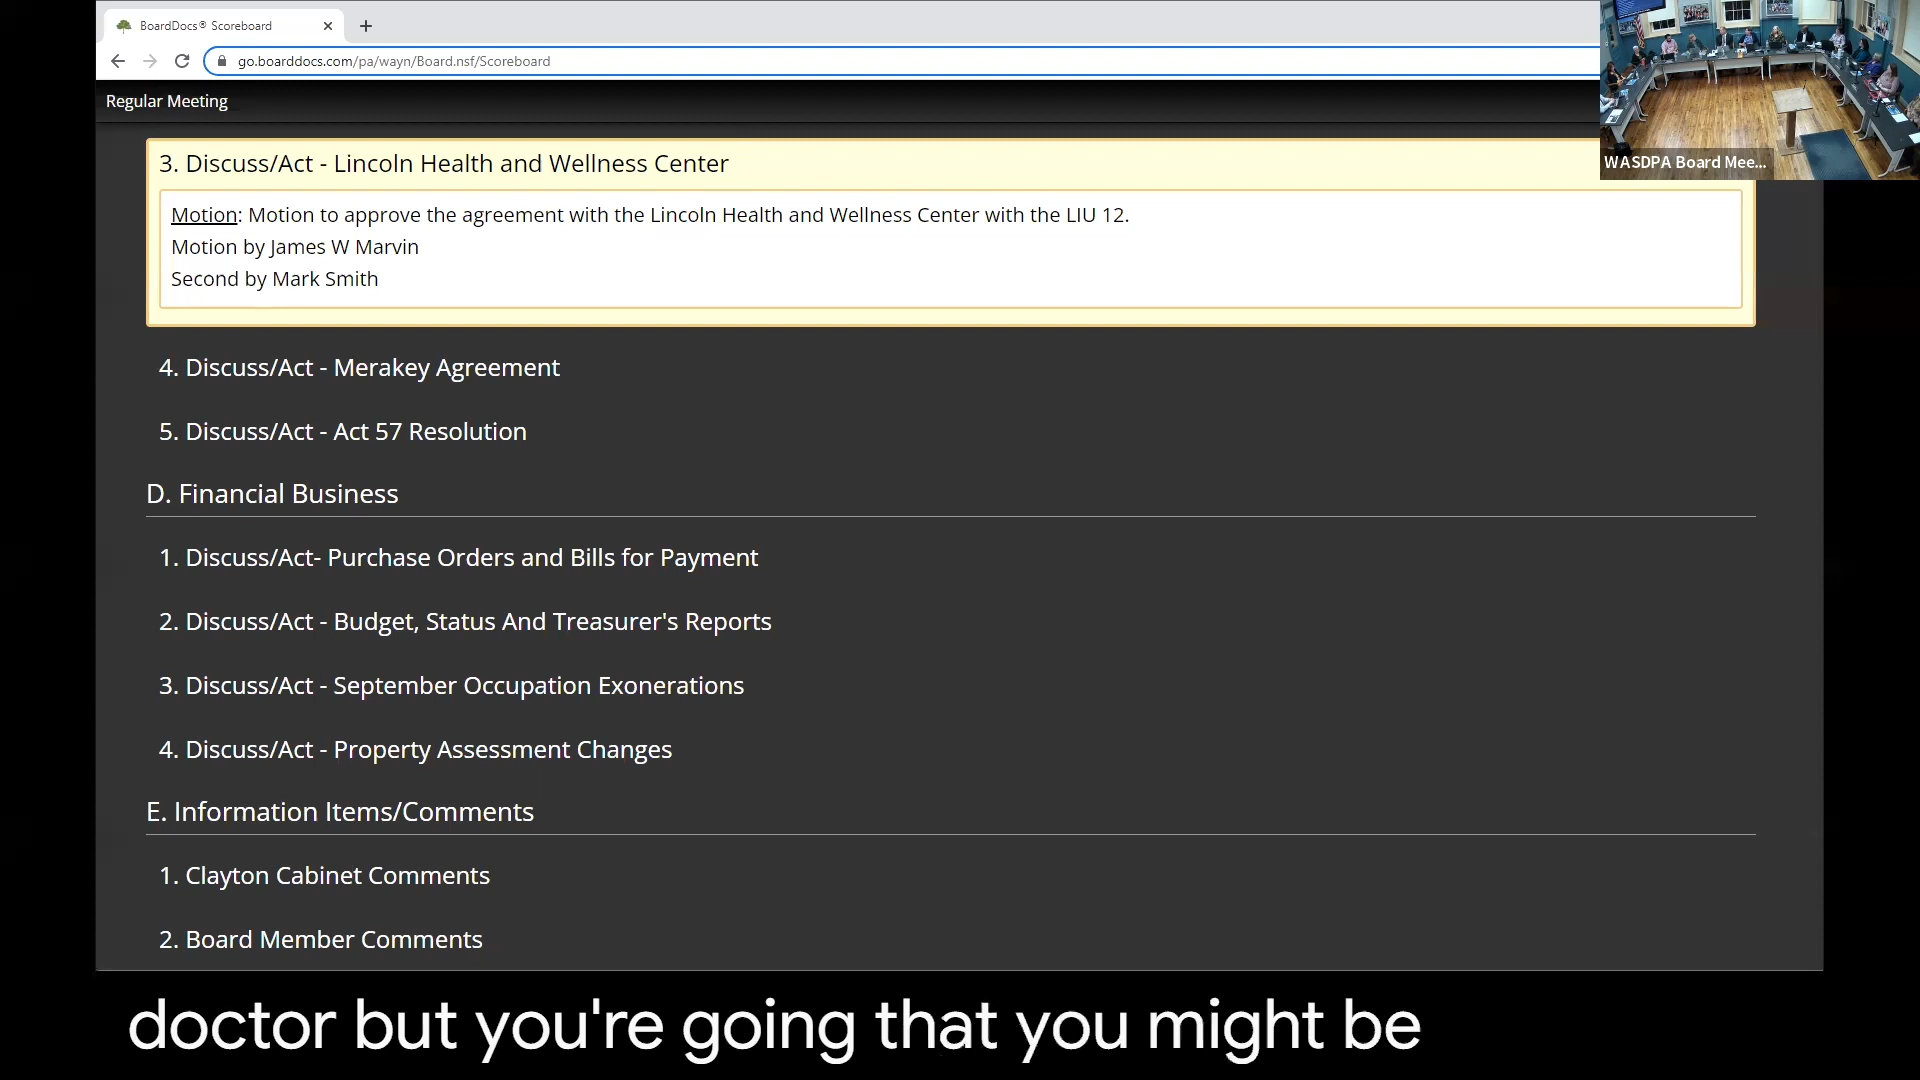 BoardDocs® Scoreboard
go.boarddocs.com/pa/wayn/Board.nsf/Scoreboard
Regular Meeting
WASDPA Board Mee...
3. Discuss/Act - Lincoln Health and Wellness Center
Motion: Motion to approve the agreement with the Lincoln Health and Wellness Center with the LIU 12.
Motion by James W Marvin
Second by Mark Smith
4. Discuss/Act - Merakey Agreement
5. Discuss/Act - Act 57 Resolution
D. Financial Business
1. Discuss/Act- Purchase Orders and Bills for Payment
2. Discuss/Act - Budget, Status And Treasurer's Reports
3. Discuss/Act - September Occupation Exonerations
4. Discuss/Act - Property Assessment Changes
E. Information Items/Comments
1. Clayton Cabinet Comments
2. Board Member Comments
doctor but you're going that you might be